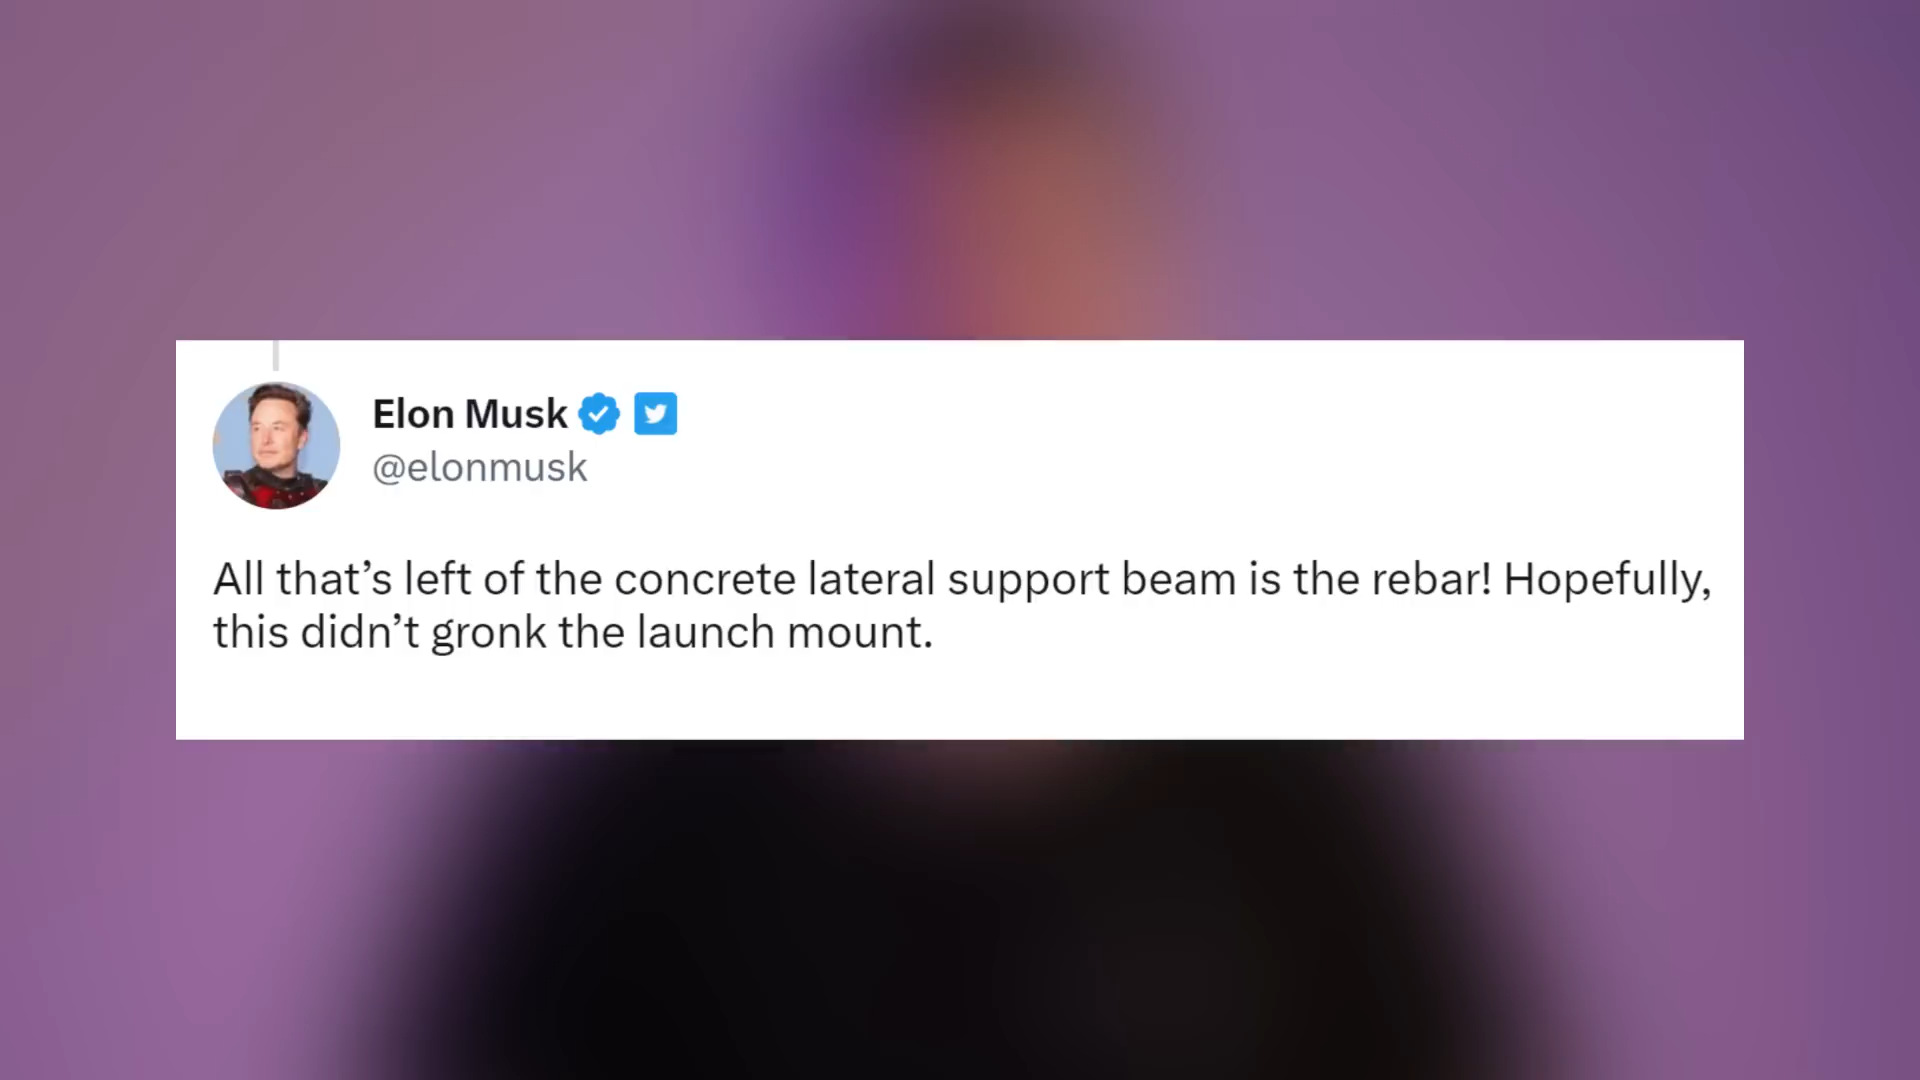 Elon Musk
@elonmusk
All that’s left of the concrete lateral support beam is the rebar! Hopefully,
this didn’t gronk the launch mount.